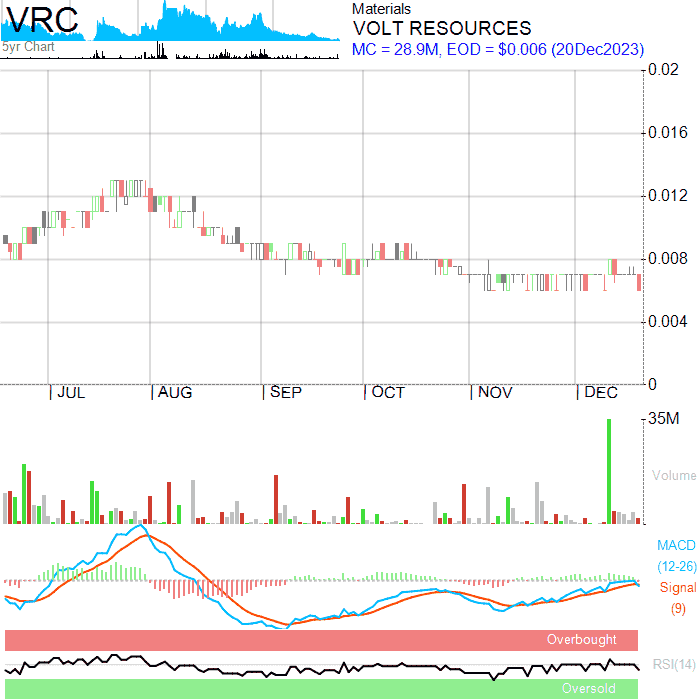 VRC
5yr Chart
Materials
VOLT RESOURCES
MC = 28.9M, EOD = $0.006 (20Dec2023)
0.02
0.016
0.012
0.008
0.004
0
JUL AUG SEP OCT NOV DEC
35M
Volume
MACD
(12-26)
Signal
(9)
Overbought
RSI(14)
Oversold